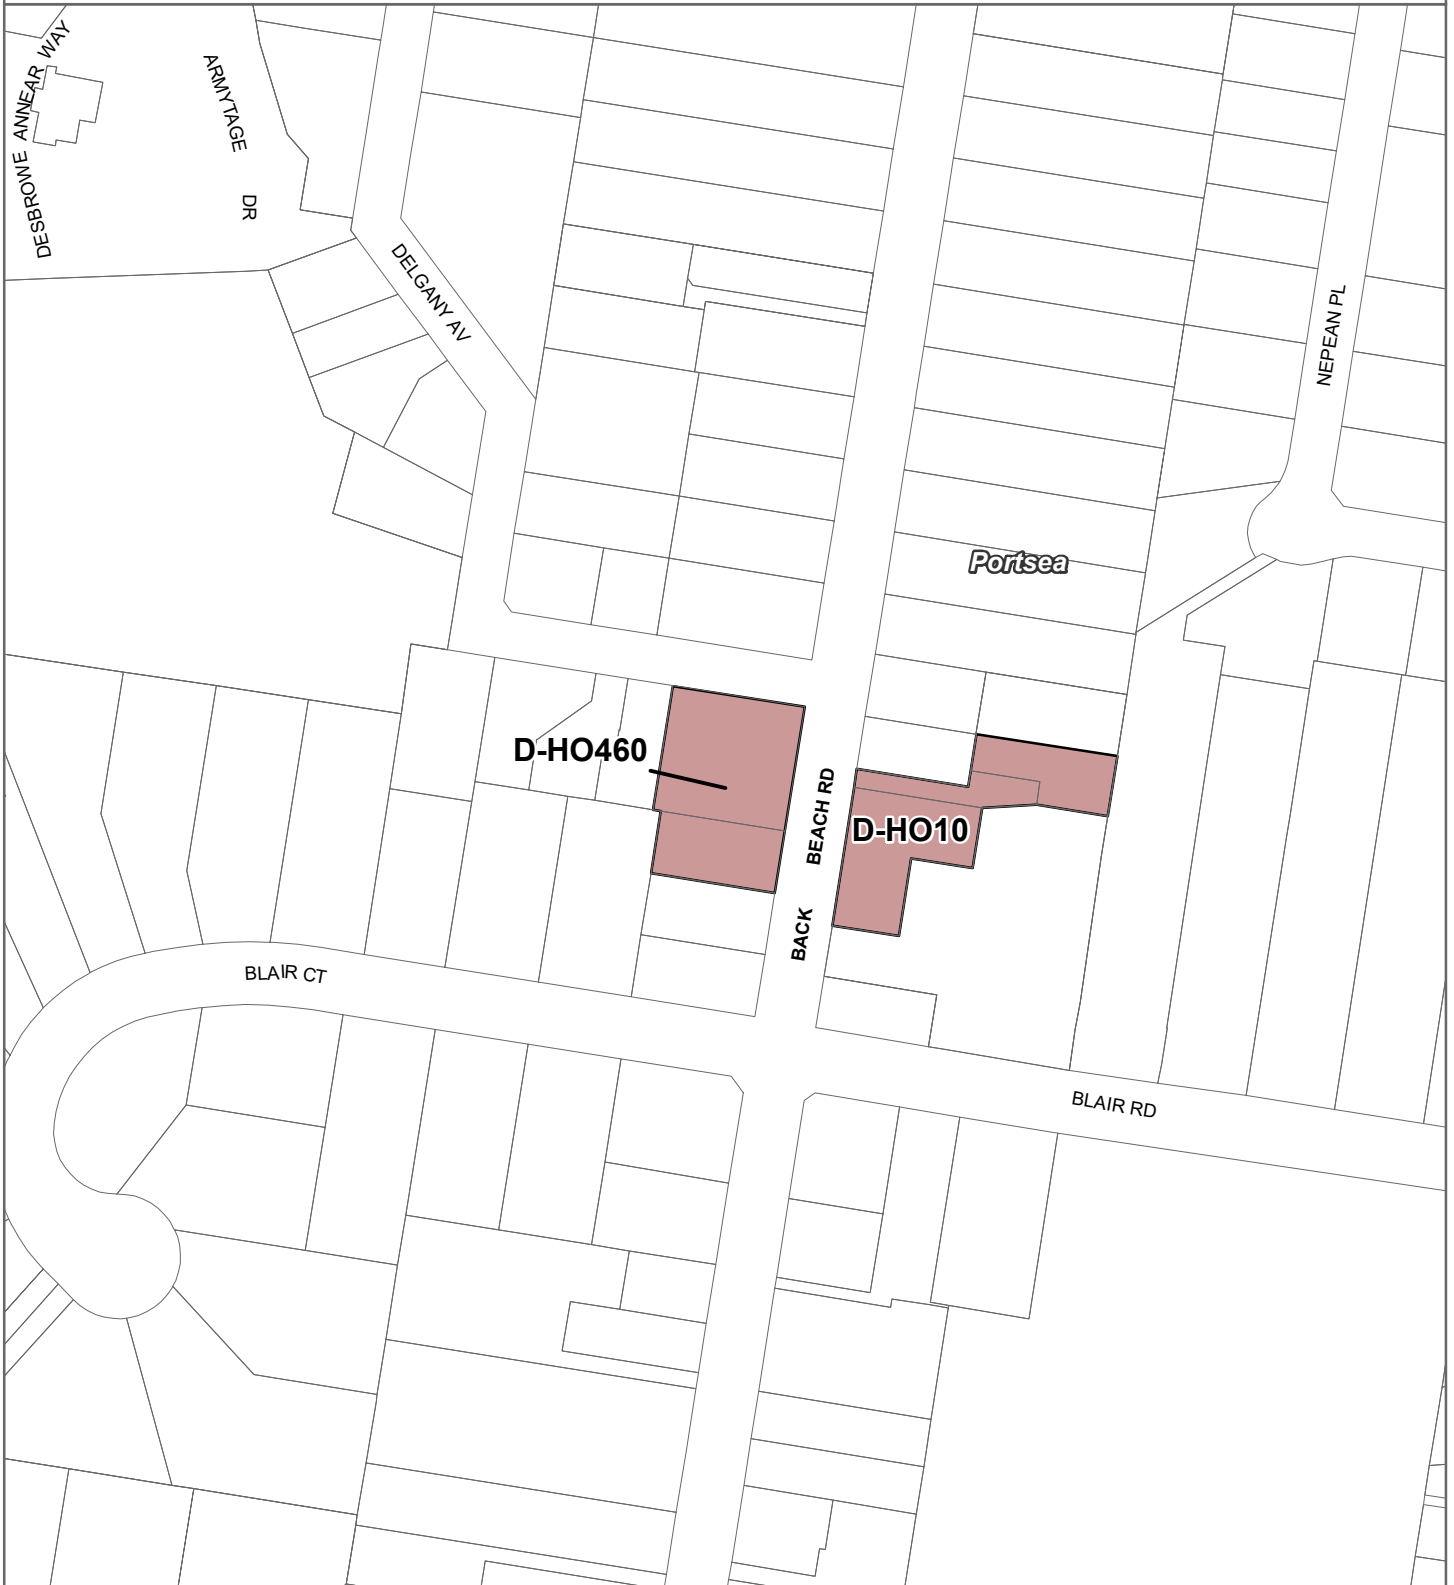 DESBROWE ANNEAR WAY
ARMYTAGE DR
DELGANY AV
NEPEAN PL
Portsea
D-HO460
BACK BEACH RD
D-HO10
BLAIR CT
BLAIR RD